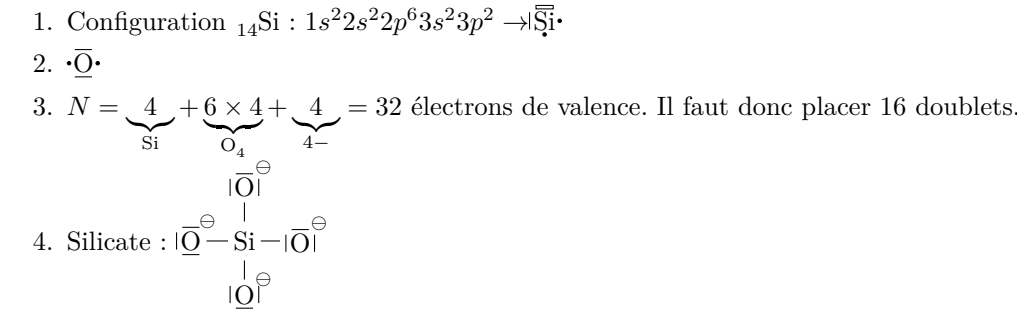 1. Configuration ₁₄Si : 1s²2s²2p⁶3s²3p² → Si
2. O
3. N = 4 + 6 × 4 + 4 = 32 électrons de valence. Il faut donc placer 16 doublets.
Si O₄ 4−
O ⊖
4. Silicate : O ⊖ — Si — O ⊖
O ⊖